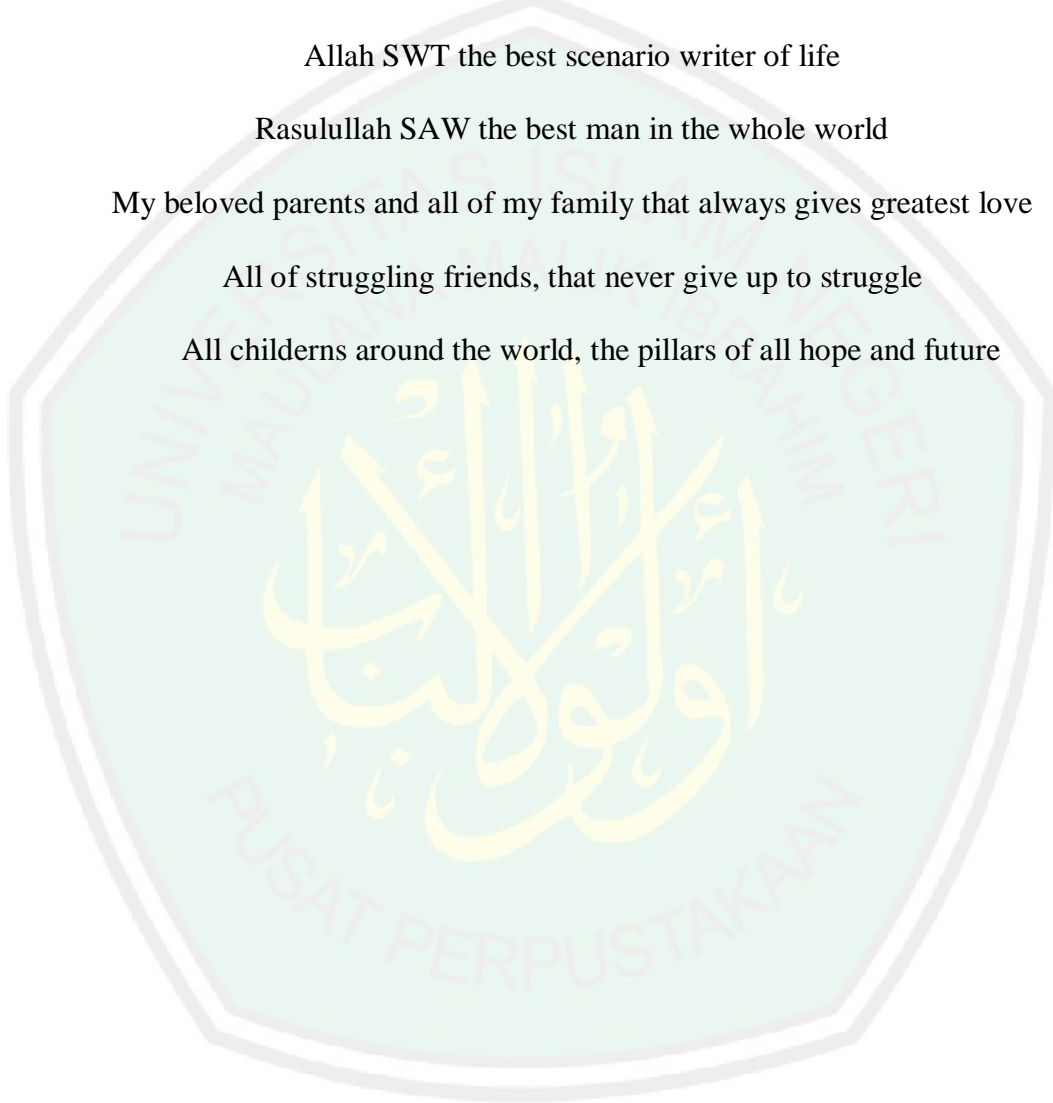 Allah SWT the best scenario writer of life
Rasulullah SAW the best man in the whole world
My beloved parents and all of my family that always gives greatest love
All of struggling friends, that never give up to struggle
All childerns around the world, the pillars of all hope and future
UNIVERSITAS ISLAM NEGERI
MAULANA MALIK IBRAHIM
أولوا الألباب
PUSAT PERPUSTAKAAN